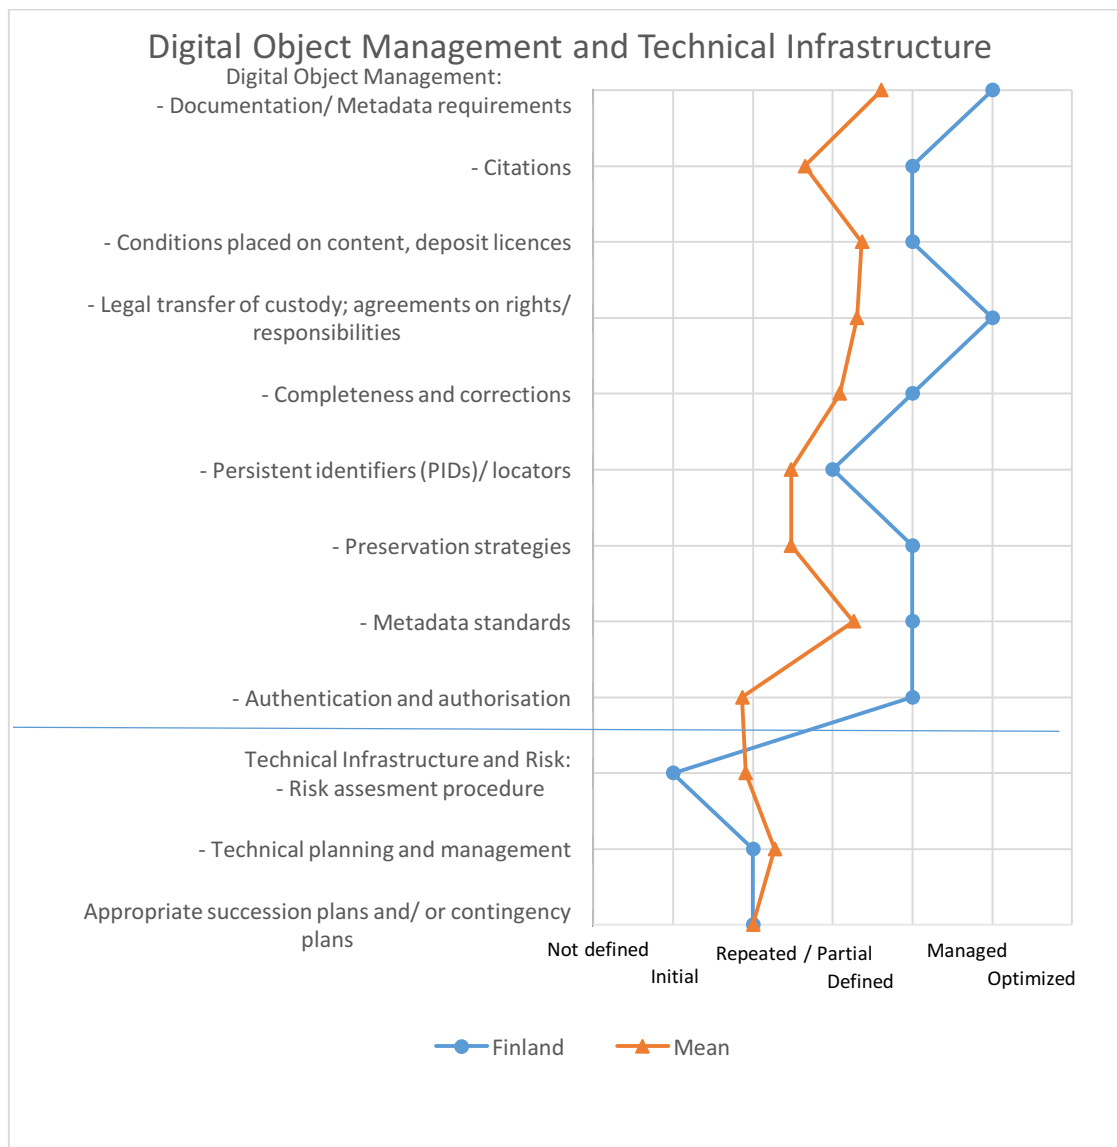 Digital Object Management and Technical Infrastructure
Digital Object Management:
- Documentation/ Metadata requirements
- Citations
- Conditions placed on content, deposit licences
- Legal transfer of custody; agreements on rights/
responsibilities
- Completeness and corrections
- Persistent identifiers (PIDs)/ locators
- Preservation strategies
- Metadata standards
- Authentication and authorisation
Technical Infrastructure and Risk:
- Risk assesment procedure
- Technical planning and management
Appropriate succession plans and/ or contingency
plans
Not defined
Initial
Repeated / Partial
Defined
Managed
Optimized
Finland
Mean